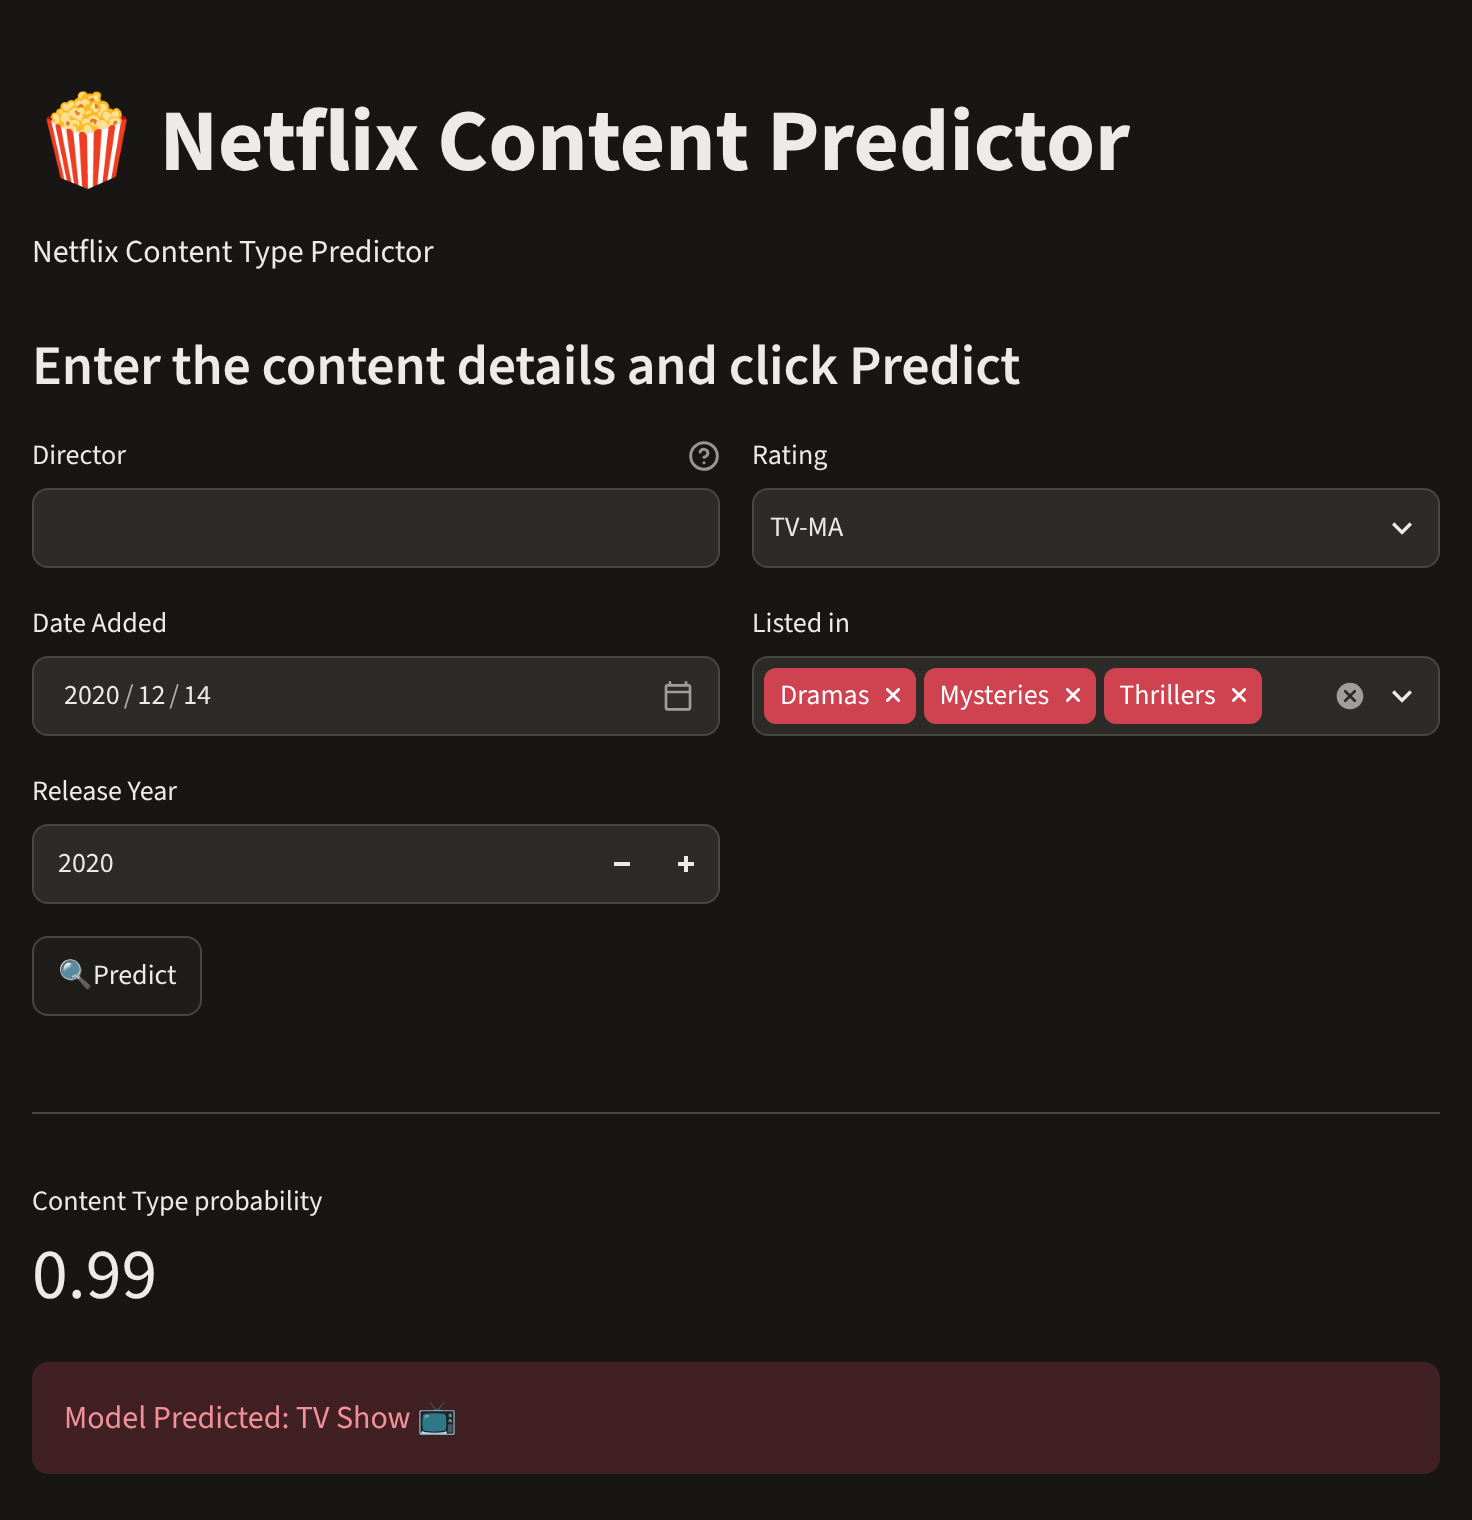 Netflix Content Predictor
Netflix Content Type Predictor
Enter the content details and click Predict
Director
Rating
TV-MA
Date Added
2020/12/14
Listed in
Dramas Mysteries Thrillers
Release Year
2020
Predict
Content Type probability
0.99
Model Predicted: TV Show